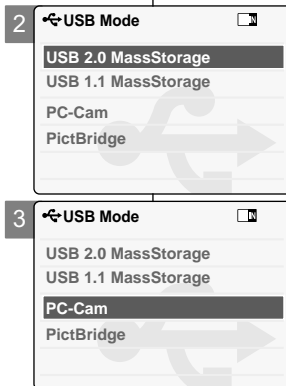 2
USB Mode
N
USB 2.0 MassStorage
USB 1.1 MassStorage
PC-Cam
PictBridge
3
USB Mode
N
USB 2.0 MassStorage
USB 1.1 MassStorage
PC-Cam
PictBridge